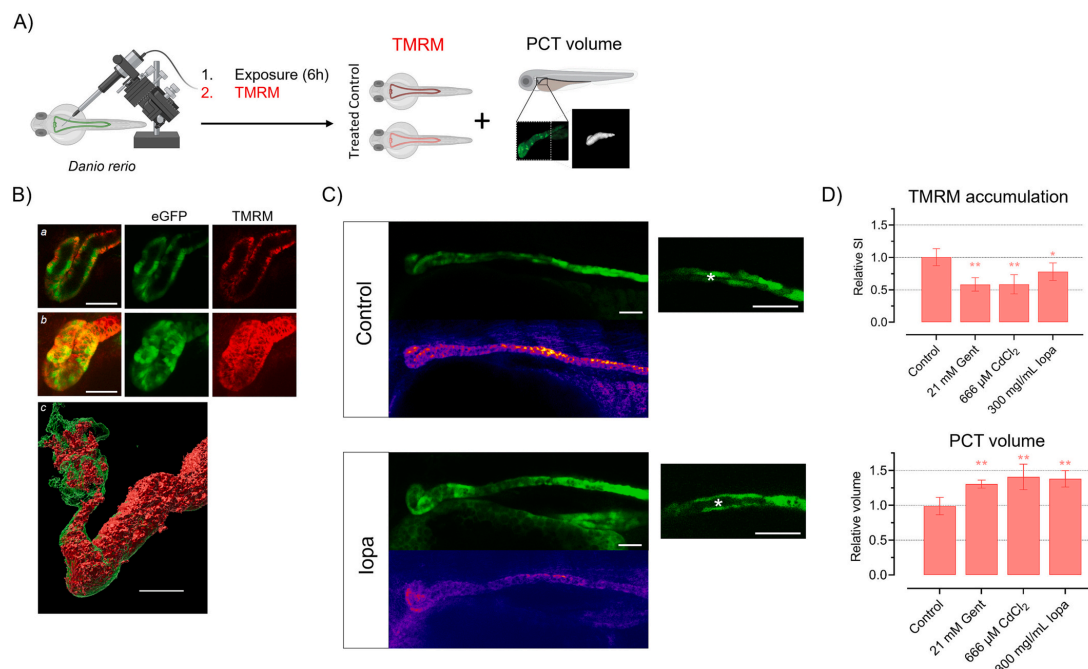 A)
1. Exposure (6h)
2. TMRM
Danio rerio
Treated Control
TMRM
+
PCT volume
B)
eGFP
TMRM
a
b
c
C)
Control
*
Iopa
*
D)
TMRM accumulation
Relative SI
1.5
1.0
0.5
0.0
** ** *
Control
21 mM Gent
666 µM CdCl₂
300 mgI/mL Iopa
PCT volume
Relative volume
2.0
1.5
1.0
0.5
0.0
** ** **
Control
21 mM Gent
666 µM CdCl₂
300 mgI/mL Iopa